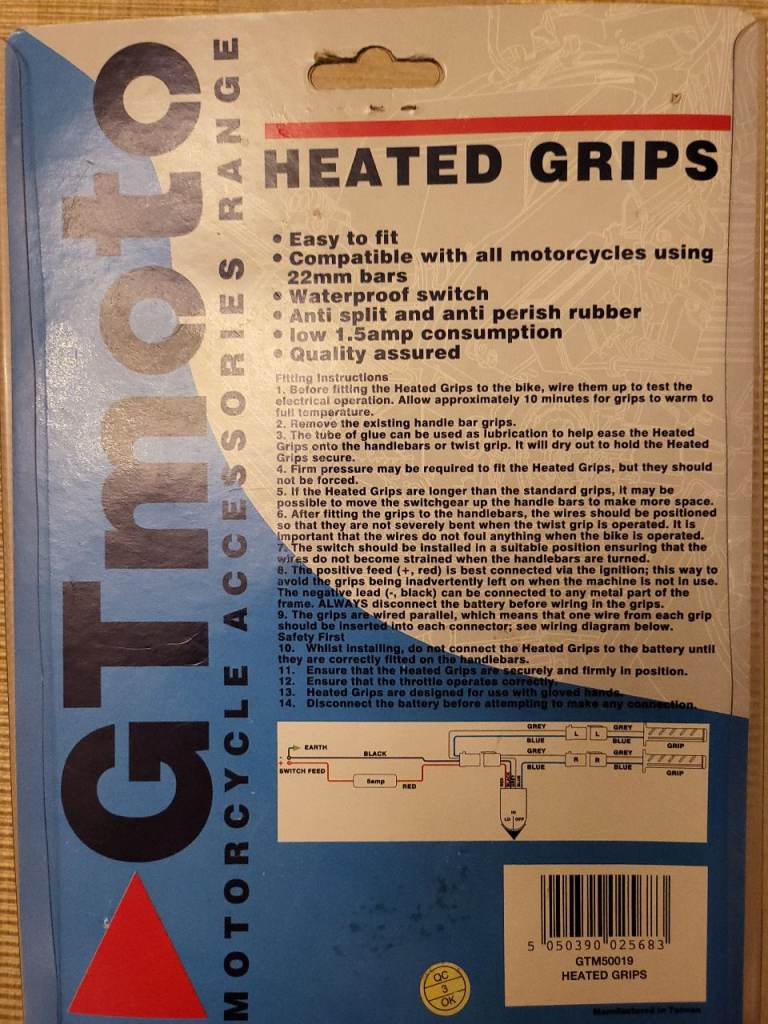 GTmoto
MOTORCYCLE ACCESSORIES RANGE
HEATED GRIPS
• Easy to fit
• Compatible with all motorcycles using
22mm bars
• Waterproof switch
• Anti split and anti perish rubber
• low 1.5amp consumption
• Quality assured
Fitting Instructions
1. Before fitting the Heated Grips to the bike, wire them up to test the
electrical operation. Allow approximately 10 minutes for grips to warm to
full temperature.
2. Remove the existing handle bar grips.
3. The tube of glue can be used as lubrication to help ease the Heated
Grips onto the handlebars or twist grip. It will dry out to hold the Heated
Grips secure.
4. Firm pressure may be required to fit the Heated Grips, but they should
not be forced.
5. If the Heated Grips are longer than the standard grips, it may be
possible to move the switchgear up the handle bars to make more space.
6. After fitting the grips to the handlebars, the wires should be positioned
so that they are not severely bent when the twist grip is operated. It is
important that the wires do not foul anything when the bike is operated.
7. The switch should be installed in a suitable position ensuring that the
wires do not become strained when the handlebars are turned.
8. The positive feed (+, red) is best connected via the ignition; this way to
avoid the grips being inadvertently left on when the machine is not in use.
The negative lead (-, black) can be connected to any metal part of the
frame. ALWAYS disconnect the battery before wiring in the grips.
9. The grips are wired parallel, which means that one wire from each grip
should be inserted into each connector; see wiring diagram below.
Safety First
10. Whilst installing, do not connect the Heated Grips to the battery until
they are correctly fitted on the handlebars.
11. Ensure that the Heated Grips are securely and firmly in position.
12. Ensure that the throttle operates correctly.
13. Heated Grips are designed for use with gloved hands.
14. Disconnect the battery before attempting to make any connection.
GREY L L GREY
BLUE BLUE GRIP
- EARTH
BLACK
GREY R R GREY
BLUE BLUE GRIP
+ SWITCH FEED
5amp RED
RED BLACK BLUE
HI
LO OFF
5 050390 025683
GTM50019
HEATED GRIPS
QC
3
OK
Manufactured in Taiwan